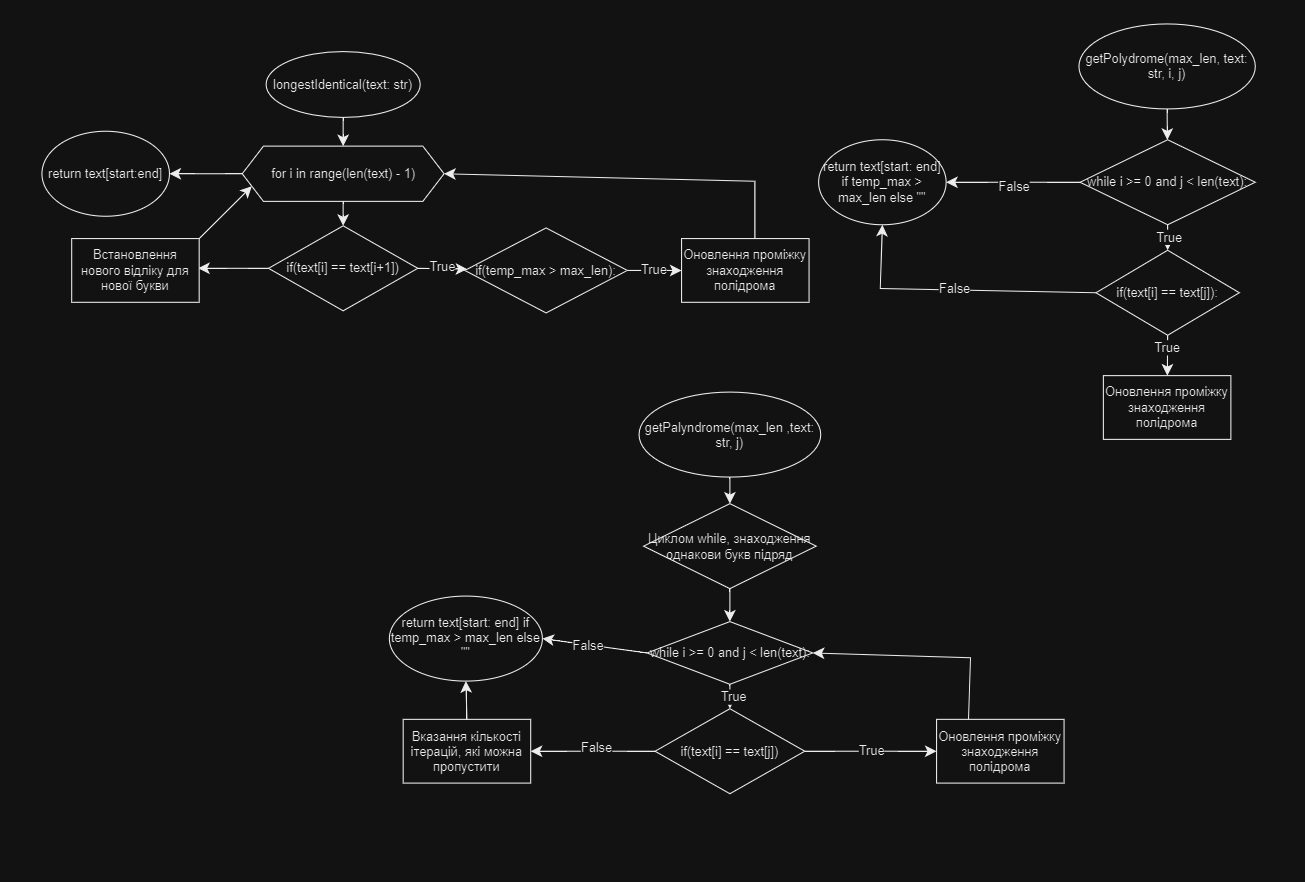 longestIdentical(text: str)
return text[start:end]
for i in range(len(text) - 1)
Встановлення
нового відліку для
нової букви
if(text[i] == text[i+1])
True
if(temp_max > max_len):
True
Оновлення проміжку
знаходження
полідрома
getPolydrome(max_len, text:
str, i, j)
return text[start: end]
if temp_max >
max_len else ""
False
while i >= 0 and j < len(text):
True
False
if(text[i] == text[j]):
True
Оновлення проміжку
знаходження
полідрома
getPalyndrome(max_len ,text:
str, j)
Циклом while, знаходження
однакови букв підряд
return text[start: end] if
temp_max > max_len else
""
False
while i >= 0 and j < len(text):
True
Вказання кількості
ітерацій, які можна
пропустити
False
if(text[i] == text[j])
True
Оновлення проміжку
знаходження
полідрома